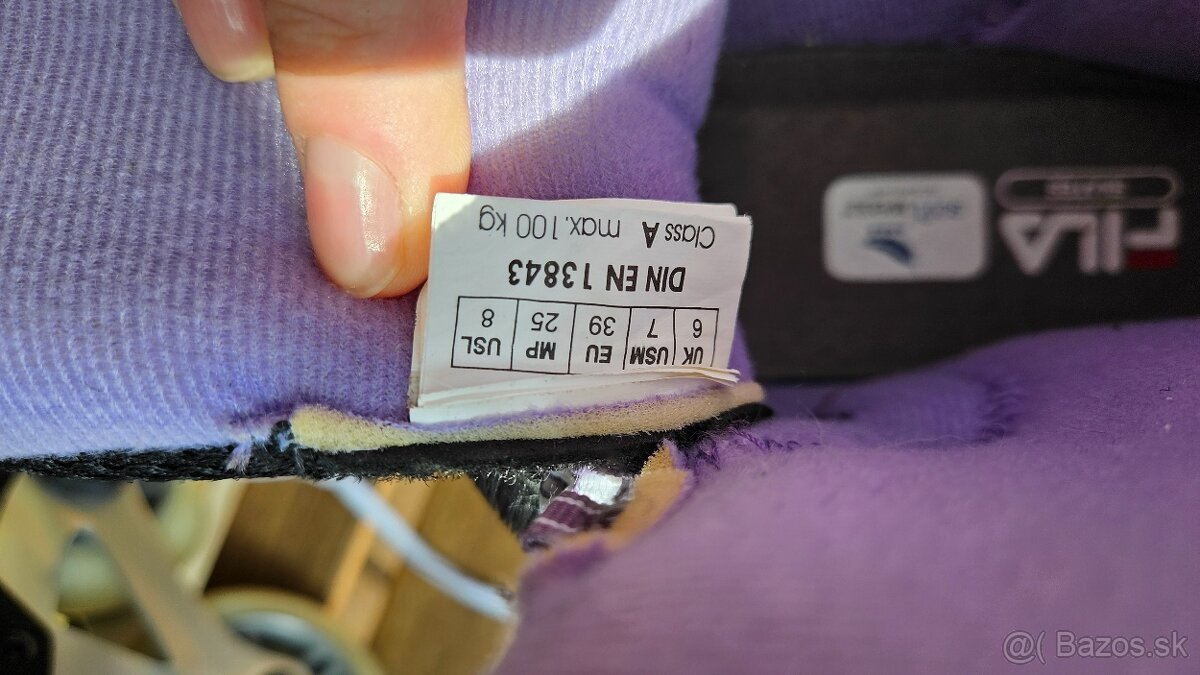 UK USM EU MP USL
6 7 39 25 8
DIN EN 13843
Class A max. 100 kg
FILA
SKATES
@( Bazos.sk